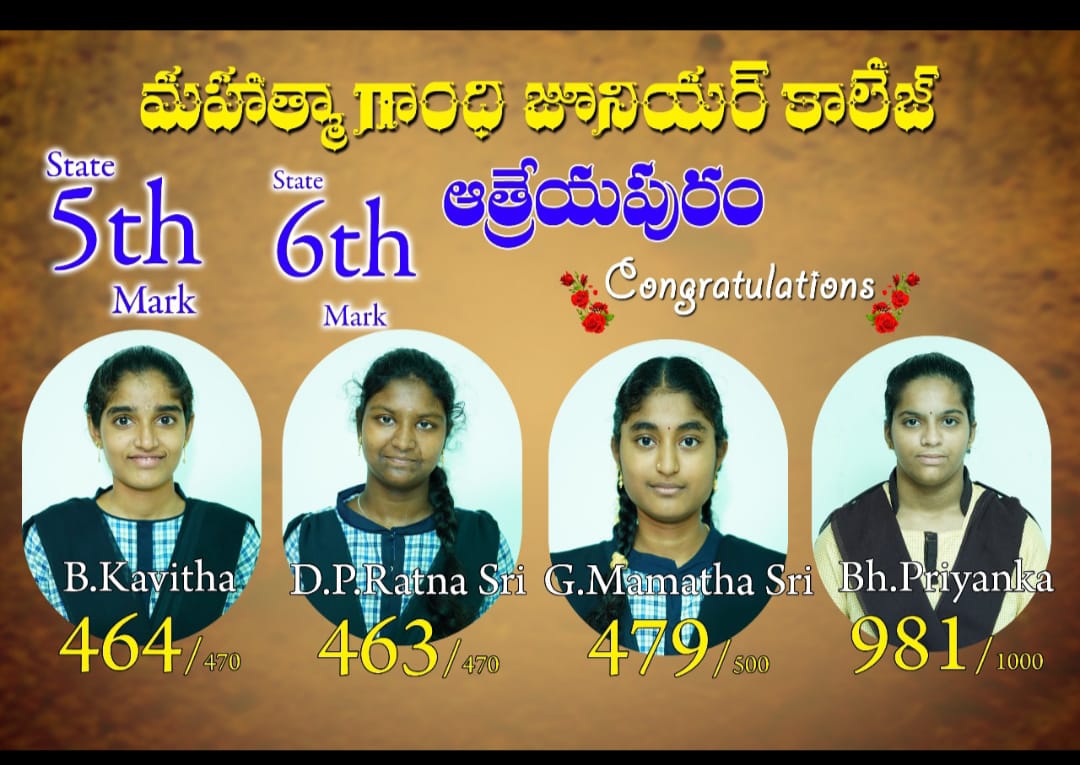 మహాత్మా గాంధి జూనియర్ కాలేజ్
ఆత్రేయపురం
State
5th
Mark
State
6th
Mark
Congratulations
B.Kavitha
464/470
D.P.Ratna Sri
463/470
G.Mamatha Sri
479/500
Bh.Priyanka
981/1000